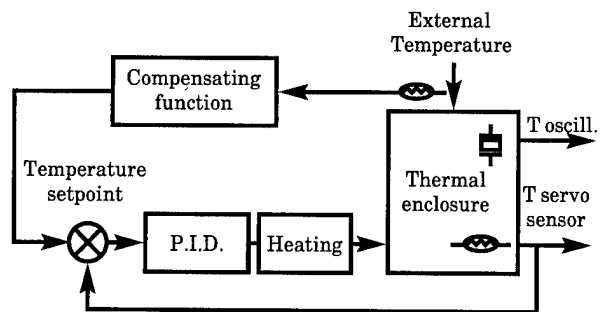 External
Temperature
Compensating
function
T oscill.
Temperature
setpoint
Thermal
enclosure
T servo
sensor
P.I.D.
Heating